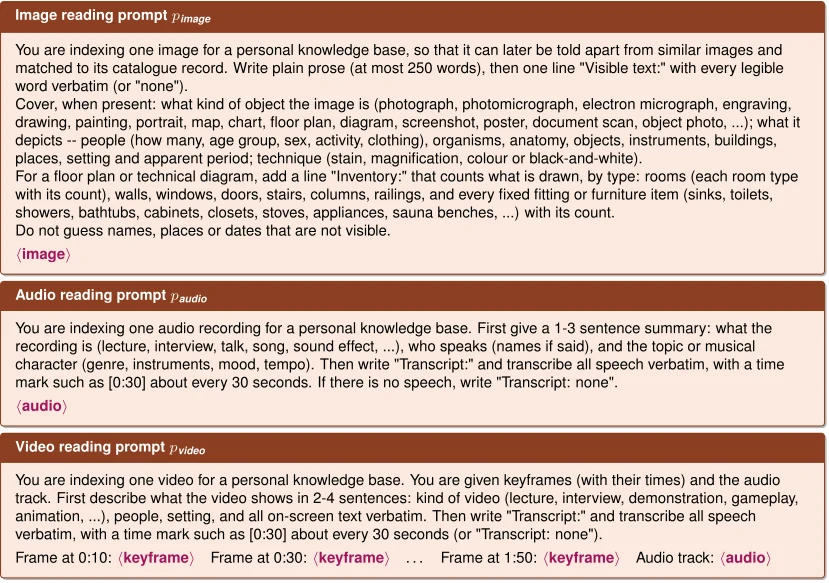 Image reading prompt p_image
You are indexing one image for a personal knowledge base, so that it can later be told apart from similar images and
matched to its catalogue record. Write plain prose (at most 250 words), then one line "Visible text:" with every legible
word verbatim (or "none").
Cover, when present: what kind of object the image is (photograph, photomicrograph, electron micrograph, engraving,
drawing, painting, portrait, map, chart, floor plan, diagram, screenshot, poster, document scan, object photo, ...); what it
depicts -- people (how many, age group, sex, activity, clothing), organisms, anatomy, objects, instruments, buildings,
places, setting and apparent period; technique (stain, magnification, colour or black-and-white).
For a floor plan or technical diagram, add a line "Inventory:" that counts what is drawn, by type: rooms (each room type
with its count), walls, windows, doors, stairs, columns, railings, and every fixed fitting or furniture item (sinks, toilets,
showers, bathtubs, cabinets, closets, stoves, appliances, sauna benches, ...) with its count.
Do not guess names, places or dates that are not visible.
⟨image⟩
Audio reading prompt p_audio
You are indexing one audio recording for a personal knowledge base. First give a 1-3 sentence summary: what the
recording is (lecture, interview, talk, song, sound effect, ...), who speaks (names if said), and the topic or musical
character (genre, instruments, mood, tempo). Then write "Transcript:" and transcribe all speech verbatim, with a time
mark such as [0:30] about every 30 seconds. If there is no speech, write "Transcript: none".
⟨audio⟩
Video reading prompt p_video
You are indexing one video for a personal knowledge base. You are given keyframes (with their times) and the audio
track. First describe what the video shows in 2-4 sentences: kind of video (lecture, interview, demonstration, gameplay,
animation, ...), people, setting, and all on-screen text verbatim. Then write "Transcript:" and transcribe all speech
verbatim, with a time mark such as [0:30] about every 30 seconds (or "Transcript: none").
Frame at 0:10: ⟨keyframe⟩ Frame at 0:30: ⟨keyframe⟩ ... Frame at 1:50: ⟨keyframe⟩ Audio track: ⟨audio⟩